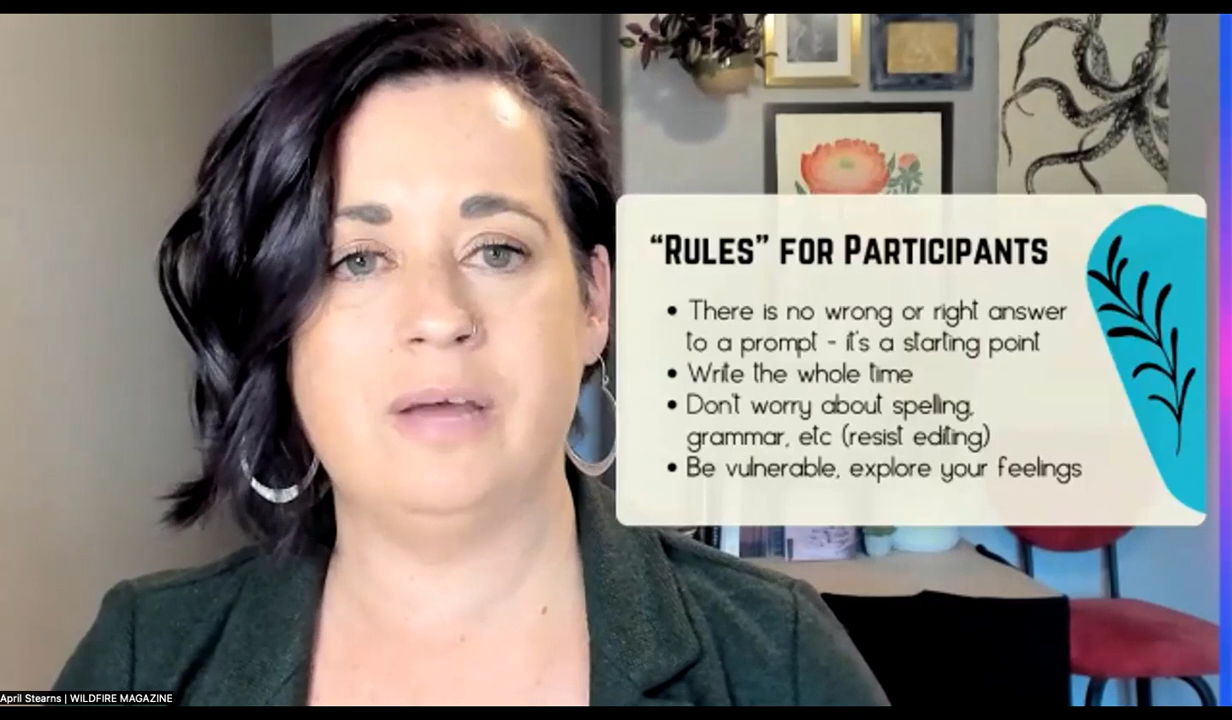 “RULES” FOR PARTICIPANTS
• There is no wrong or right answer
to a prompt - it's a starting point
• Write the whole time
• Don't worry about spelling,
grammar, etc (resist editing)
• Be vulnerable, explore your feelings
April Stearns | WILDFIRE MAGAZINE